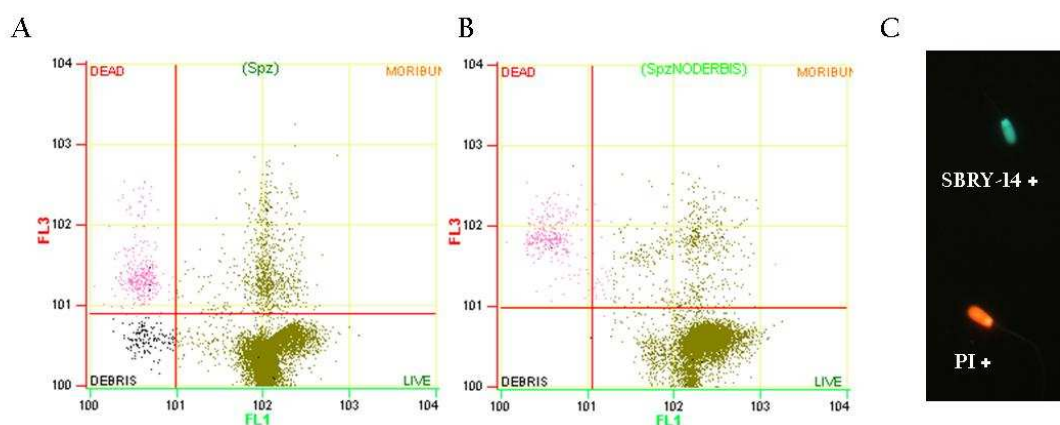 A
B
C
(Spz)
DEAD
MORIBUN
104
103
102
101
100
FL3
DEBRIS
LIVE
100 101 102 103 104
FL1
(SpzNODERBIS)
DEAD
MORIBUN
104
103
102
101
100
FL3
DEBRIS
LIVE
100 101 102 103 104
FL1
SBRY-14 +
PI +